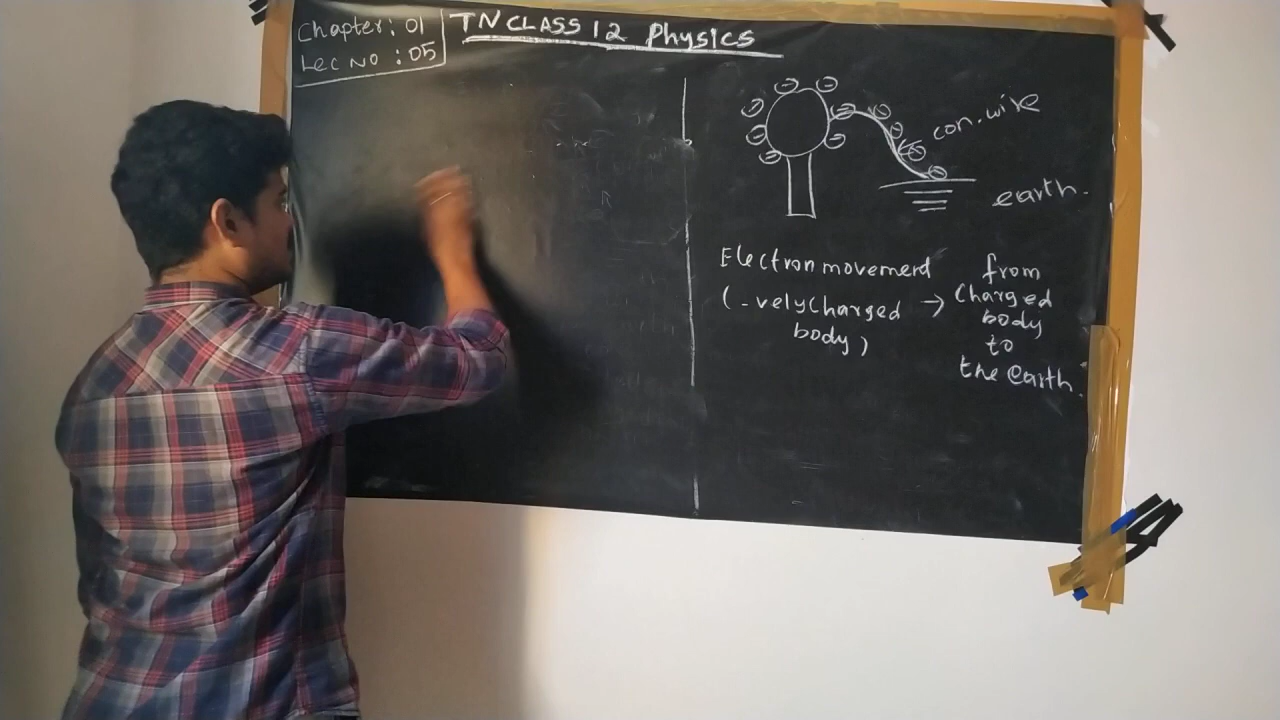 Chapter: 01
Lec No : 05
TN CLASS 12 Physics
con. wire
earth.
Electron movement
(-vely charged
body)
→ from
Charged
body
to
the earth.